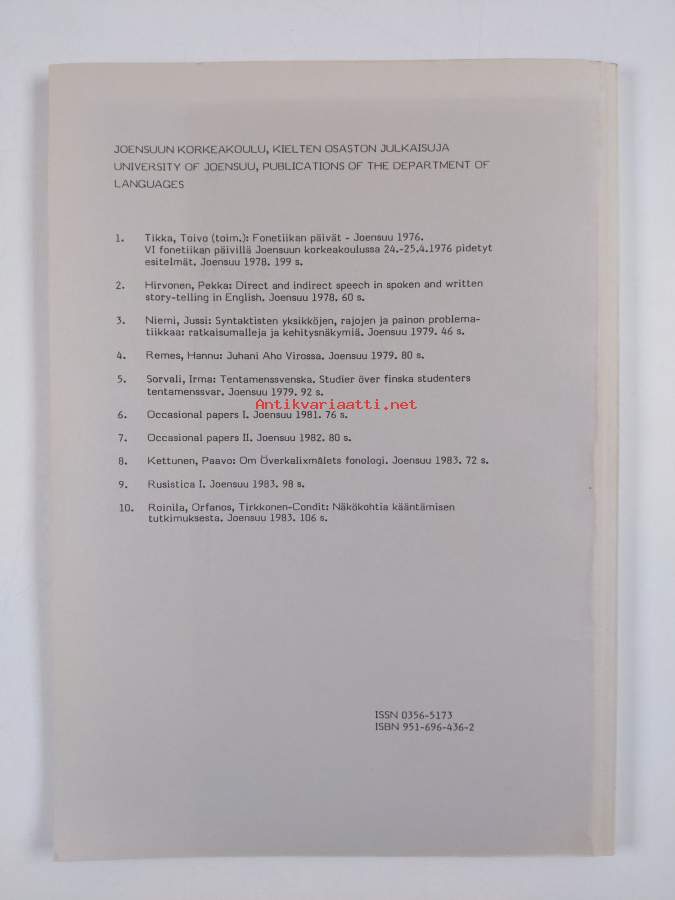 JOENSUUN KORKEAKOULU, KIELTEN OSASTON JULKAISUJA
UNIVERSITY OF JOENSUU, PUBLICATIONS OF THE DEPARTMENT OF
LANGUAGES
1. Tikka, Toivo (toim.): Fonetiikan päivät - Joensuu 1976.
VI fonetiikan päivillä Joensuun korkeakoulussa 24.-25.4.1976 pidetyt
esitelmät. Joensuu 1978. 199 s.
2. Hirvonen, Pekka: Direct and indirect speech in spoken and written
story-telling in English. Joensuu 1978. 60 s.
3. Niemi, Jussi: Syntaktisten yksikköjen, rajojen ja painon problema-
tiikkaa: ratkaisumalleja ja kehitysnäkymiä. Joensuu 1979. 46 s.
4. Remes, Hannu: Juhani Aho Virossa. Joensuu 1979. 80 s.
5. Sorvali, Irma: Tentamenssvenska. Studier över finska studenters
tentamenssvar. Joensuu 1979. 92 s.
Antikvariaatti.net
6. Occasional papers I. Joensuu 1981. 76 s.
7. Occasional papers II. Joensuu 1982. 80 s.
8. Kettunen, Paavo: Om Överkalixmålets fonologi. Joensuu 1983. 72 s.
9. Rusistica I. Joensuu 1983. 98 s.
10. Roinila, Orfanos, Tirkkonen-Condit: Näkökohtia kääntämisen
tutkimuksesta. Joensuu 1983. 106 s.
ISSN 0356-5173
ISBN 951-696-436-2